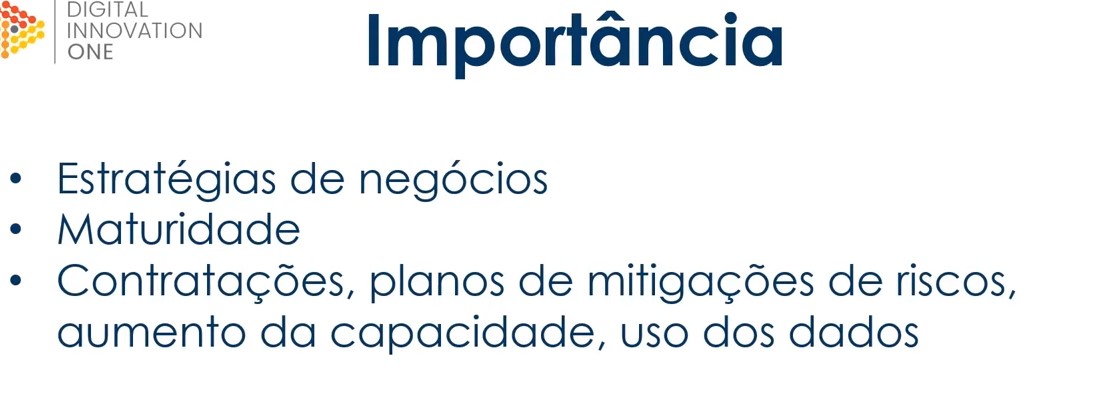 DIGITAL
INNOVATION
ONE
Importância
• Estratégias de negócios
• Maturidade
• Contratações, planos de mitigações de riscos,
aumento da capacidade, uso dos dados